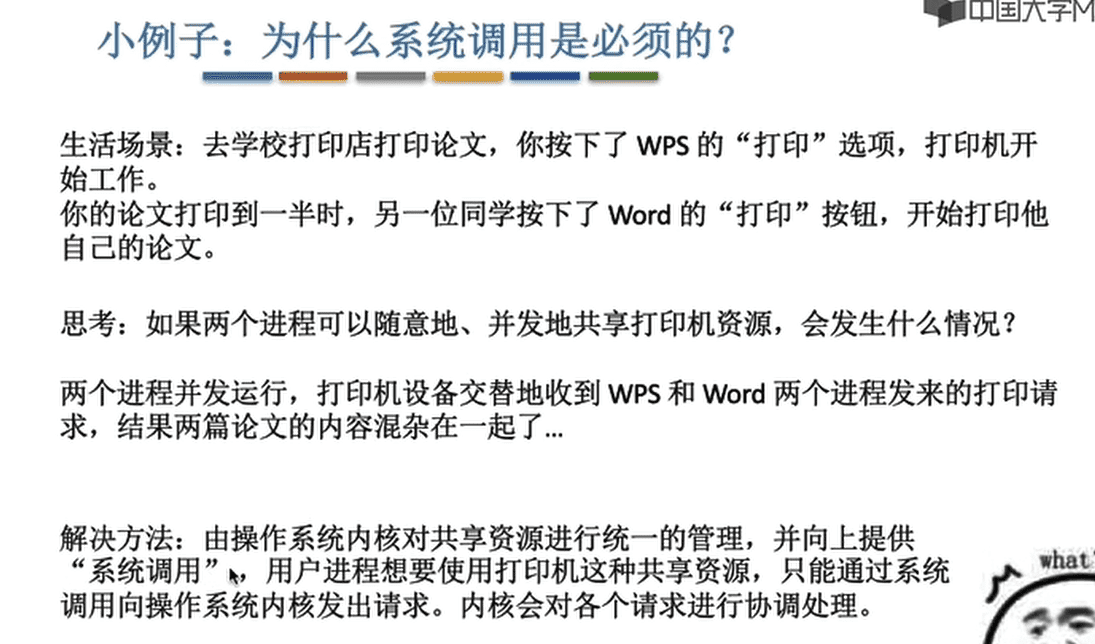 中国大学M
小例子：为什么系统调用是必须的？
生活场景：去学校打印店打印论文，你按下了 WPS 的“打印”选项，打印机开
始工作。
你的论文打印到一半时，另一位同学按下了 Word 的“打印”按钮，开始打印他
自己的论文。
思考：如果两个进程可以随意地、并发地共享打印机资源，会发生什么情况？
两个进程并发运行，打印机设备交替地收到 WPS 和 Word 两个进程发来的打印请
求，结果两篇论文的内容混杂在一起了...
解决方法：由操作系统内核对共享资源进行统一的管理，并向上提供
“系统调用”，用户进程想要使用打印机这种共享资源，只能通过系统
调用向操作系统内核发出请求。内核会对各个请求进行协调处理。
what?